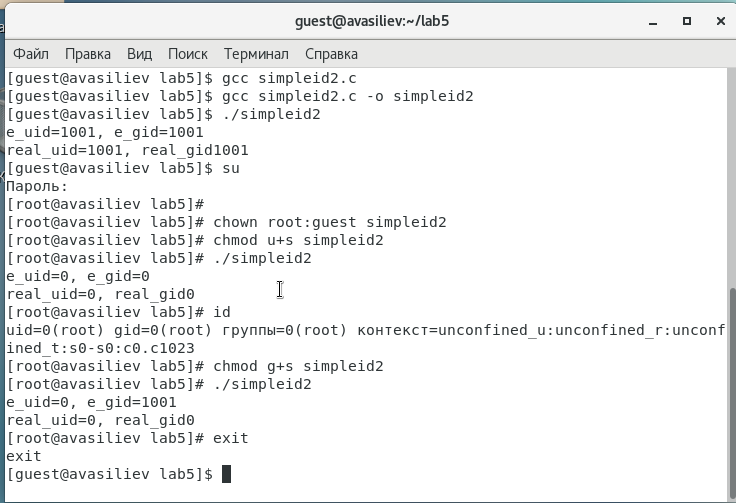 guest@avasiliev:~/lab5
Файл Правка Вид Поиск Терминал Справка
[guest@avasiliev lab5]$ gcc simpleid2.c
[guest@avasiliev lab5]$ gcc simpleid2.c -o simpleid2
[guest@avasiliev lab5]$ ./simpleid2
e_uid=1001, e_gid=1001
real_uid=1001, real_gid1001
[guest@avasiliev lab5]$ su
Пароль:
[root@avasiliev lab5]#
[root@avasiliev lab5]# chown root:guest simpleid2
[root@avasiliev lab5]# chmod u+s simpleid2
[root@avasiliev lab5]# ./simpleid2
e_uid=0, e_gid=0
real_uid=0, real_gid0
[root@avasiliev lab5]# id
uid=0(root) gid=0(root) группы=0(root) контекст=unconfined_u:unconfined_r:unconf
ined_t:s0-s0:c0.c1023
[root@avasiliev lab5]# chmod g+s simpleid2
[root@avasiliev lab5]# ./simpleid2
e_uid=0, e_gid=1001
real_uid=0, real_gid0
[root@avasiliev lab5]# exit
exit
[guest@avasiliev lab5]$